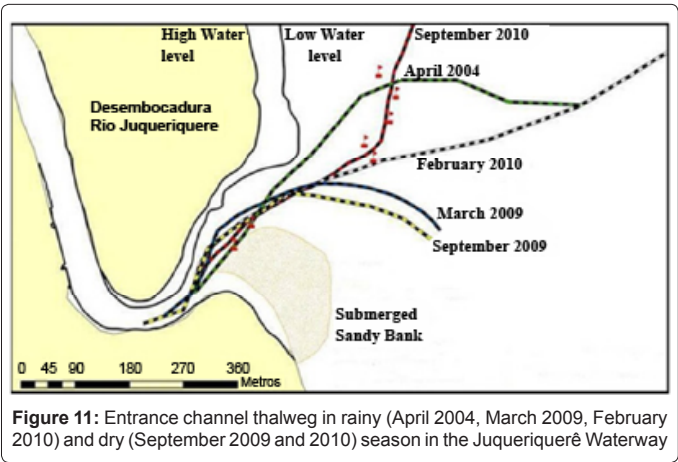 High Water
level
Low Water
level
September 2010
April 2004
Desembocadura
Rio Juqueriquere
February 2010
March 2009
September 2009
Submerged
Sandy Bank
0 45 90 180 270 360
Metros
Figure 11: Entrance channel thalweg in rainy (April 2004, March 2009, February
2010) and dry (September 2009 and 2010) season in the Juqueriquerê Waterway